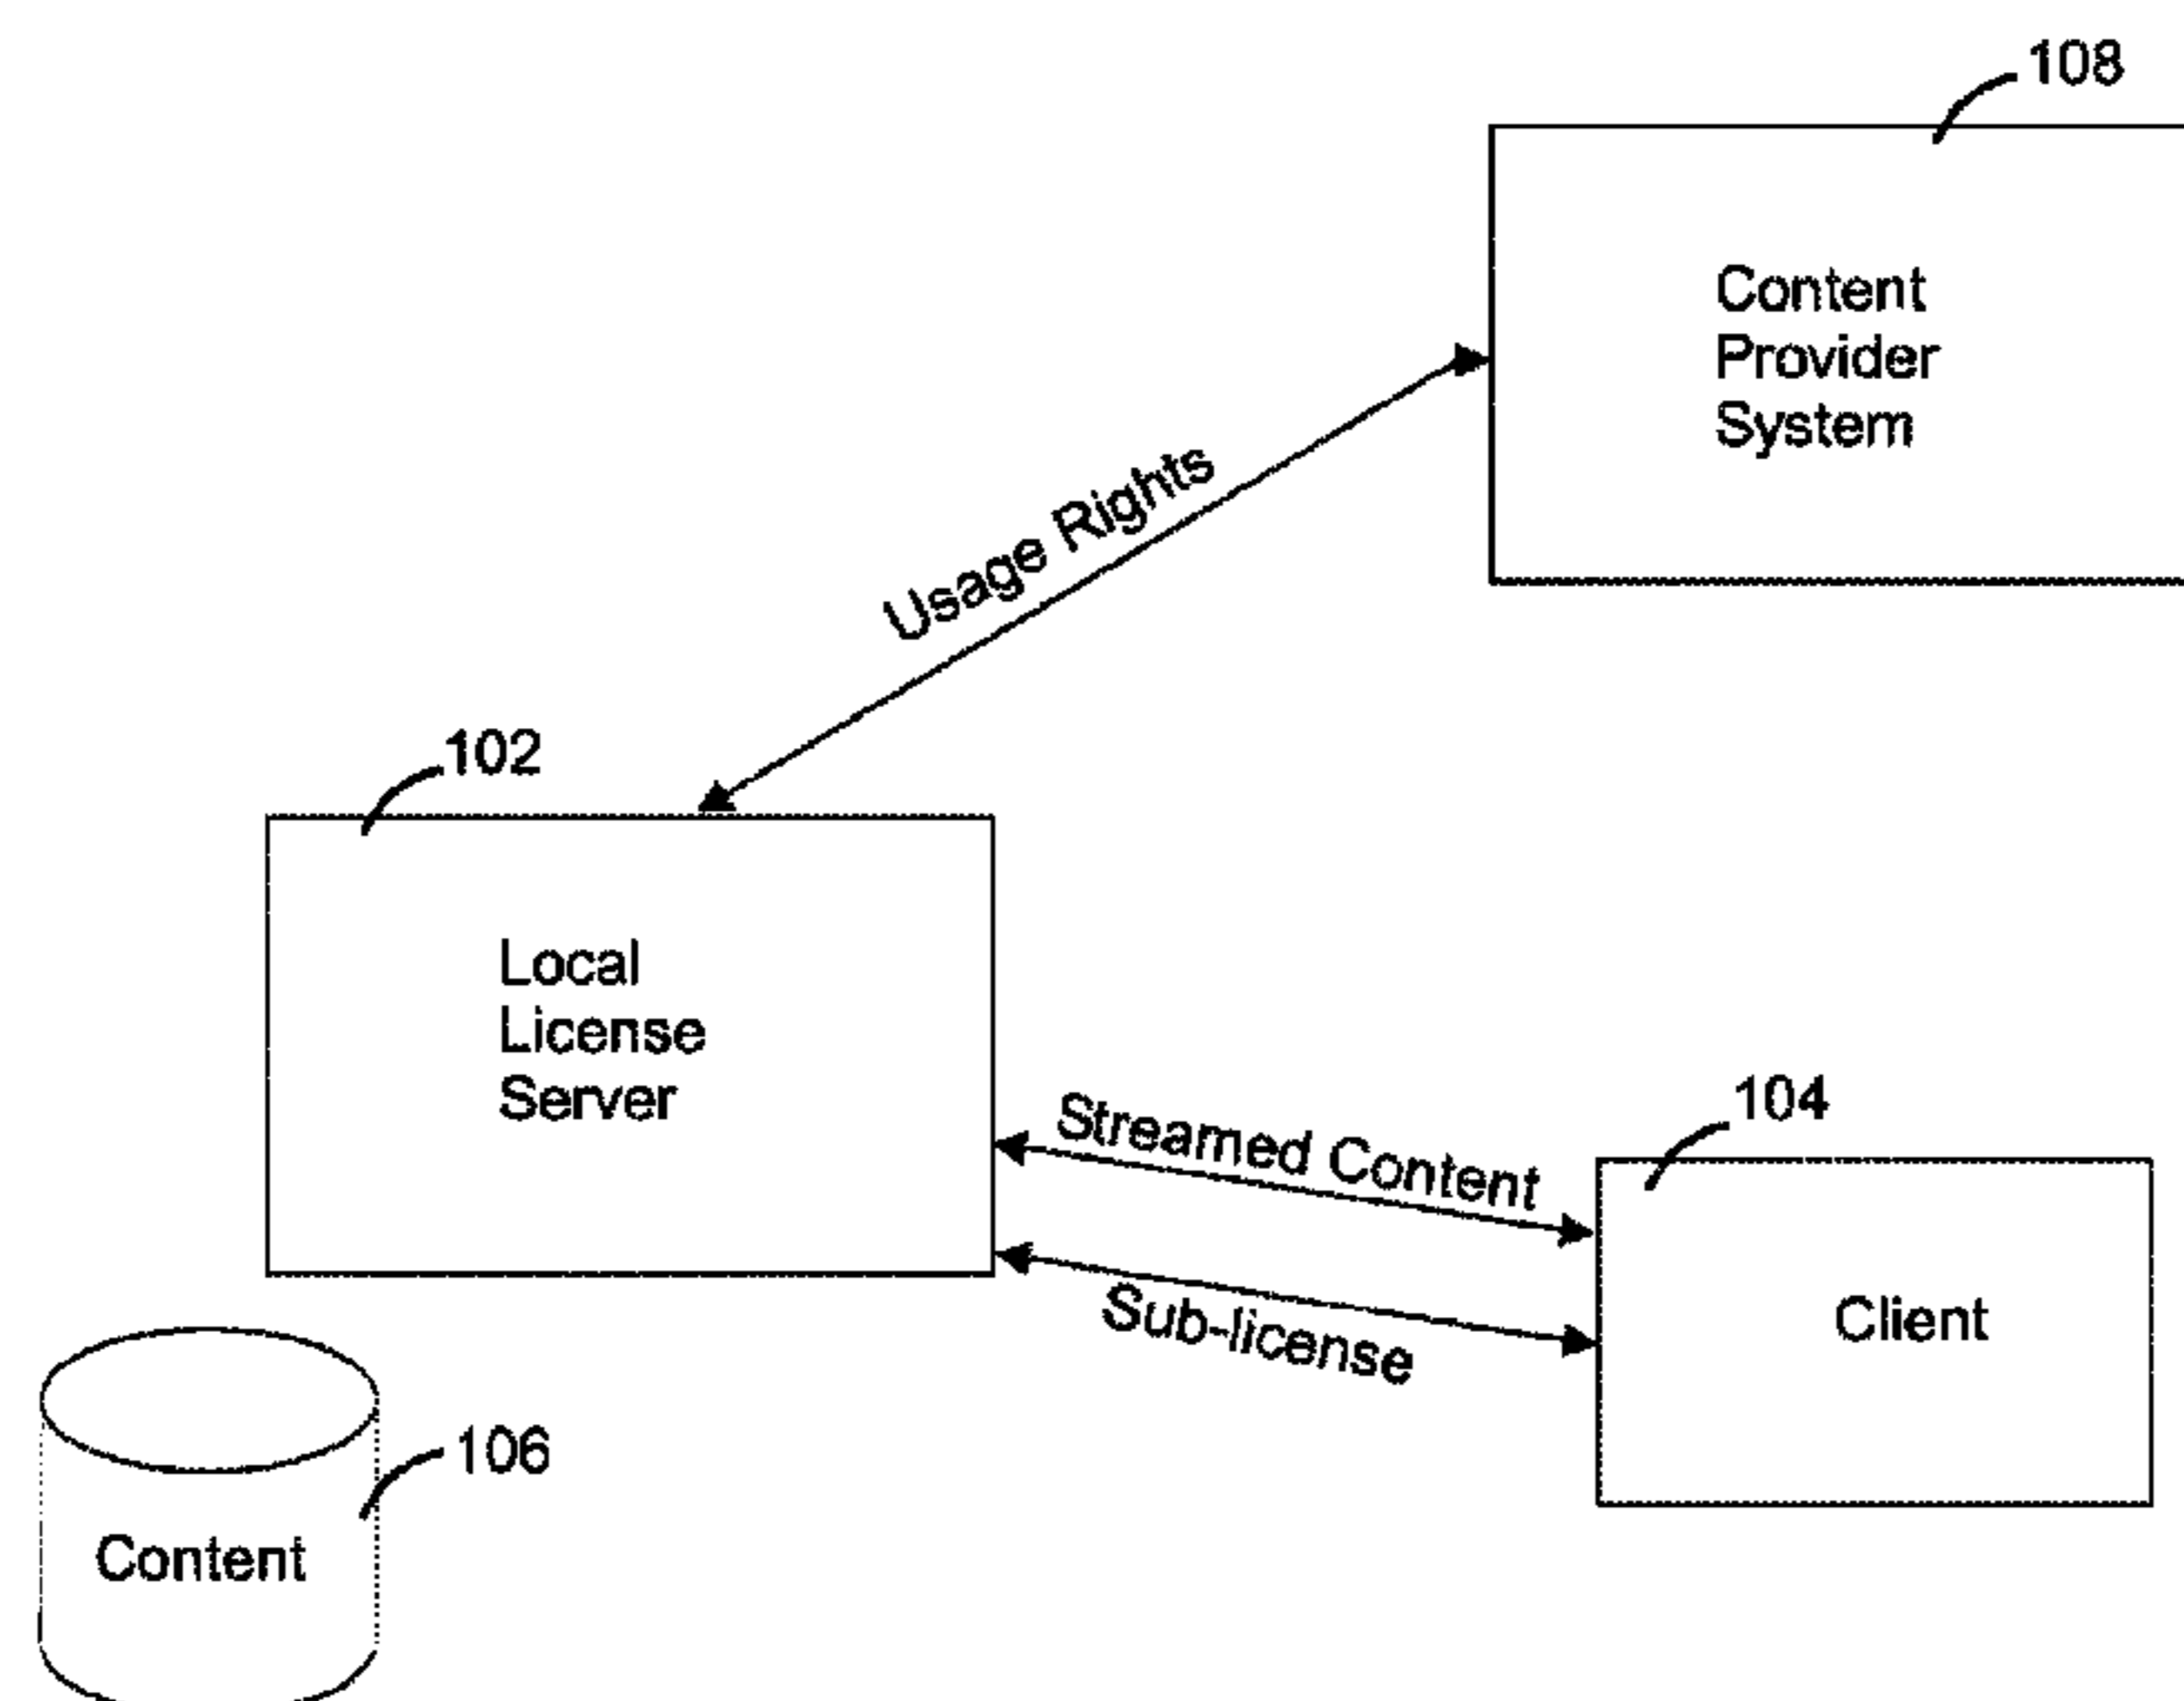 108
Content
Provider
System
Usage Rights
102
Local
License
Server
Streamed Content
104
Sub-license
Client
106
Content